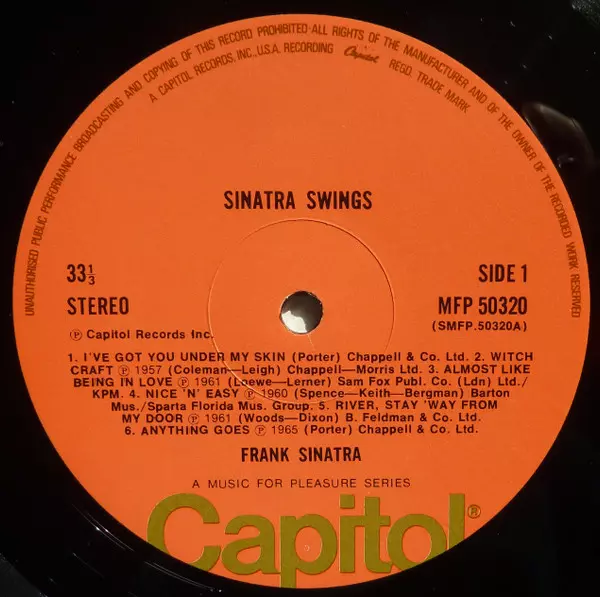 UNAUTHORISED PUBLIC PERFORMANCE BROADCASTING AND COPYING OF THIS RECORD PROHIBITED·ALL RIGHTS OF THE MANUFACTURER AND OF THE OWNER OF THE RECORDED WORK RESERVED
A CAPITOL RECORDS, INC., U.S.A. RECORDING Capitol REGD. TRADE MARK
SINATRA SWINGS
33⅓ SIDE 1
STEREO MFP 50320
(SMFP.50320A)
℗ Capitol Records Inc.
1. I'VE GOT YOU UNDER MY SKIN (Porter) Chappell & Co. Ltd. 2. WITCH
CRAFT ℗ 1957 (Coleman—Leigh) Chappell—Morris Ltd. 3. ALMOST LIKE
BEING IN LOVE ℗ 1961 (Loewe—Lerner) Sam Fox Publ. Co. (Ldn) Ltd./
KPM. 4. NICE 'N' EASY ℗ 1960 (Spence—Keith—Bergman) Barton
Mus./Sparta Florida Mus. Group. 5. RIVER, STAY 'WAY FROM
MY DOOR ℗ 1961 (Woods—Dixon) B. Feldman & Co. Ltd.
6. ANYTHING GOES ℗ 1965 (Porter) Chappell & Co. Ltd.
FRANK SINATRA
A MUSIC FOR PLEASURE SERIES
Capitol®